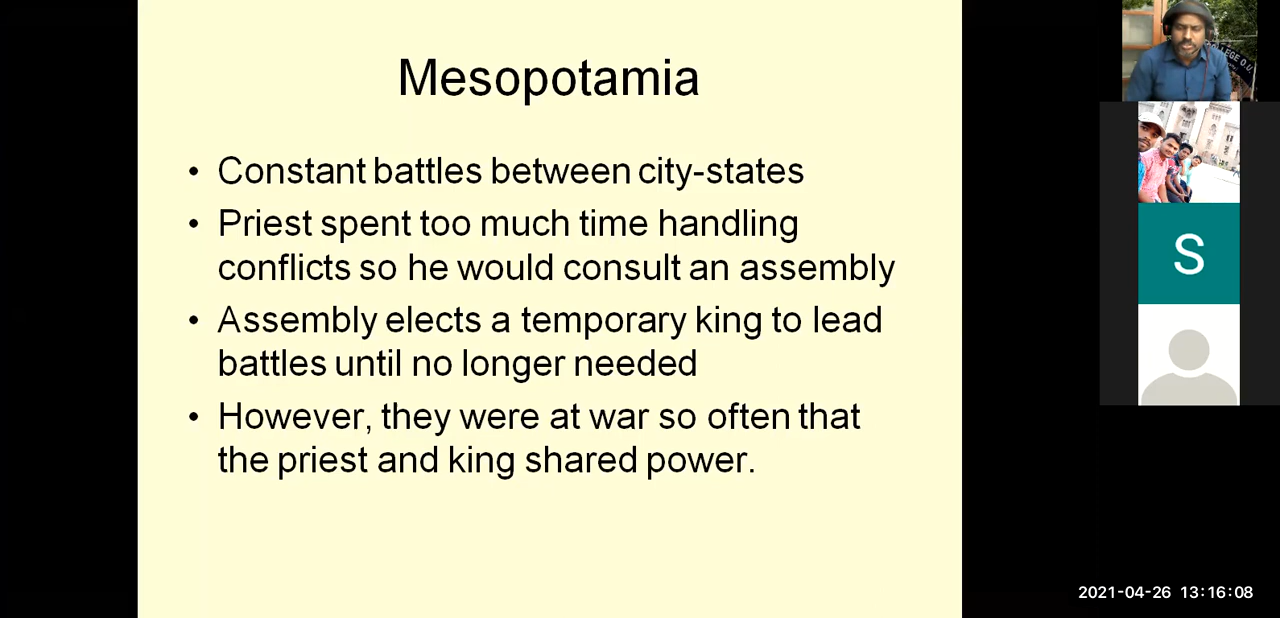 Mesopotamia
• Constant battles between city-states
• Priest spent too much time handling
conflicts so he would consult an assembly
• Assembly elects a temporary king to lead
battles until no longer needed
• However, they were at war so often that
the priest and king shared power.
COLLEGE O.U
S
2021-04-26 13:16:08